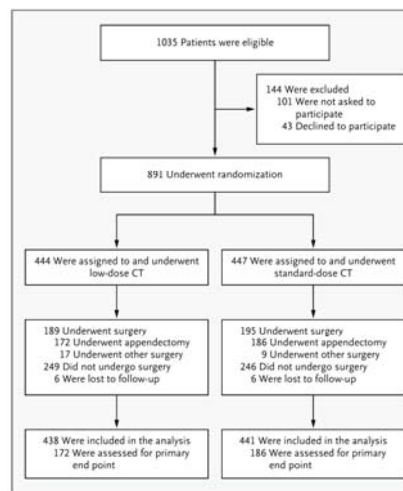 1035 Patients were eligible
144 Were excluded
101 Were not asked to
participate
43 Declined to participate
891 Underwent randomization
444 Were assigned to and underwent
low-dose CT
447 Were assigned to and underwent
standard-dose CT
189 Underwent surgery
172 Underwent appendectomy
17 Underwent other surgery
249 Did not undergo surgery
6 Were lost to follow-up
195 Underwent surgery
186 Underwent appendectomy
9 Underwent other surgery
246 Did not undergo surgery
6 Were lost to follow-up
438 Were included in the analysis
172 Were assessed for primary
end point
441 Were included in the analysis
186 Were assessed for primary
end point